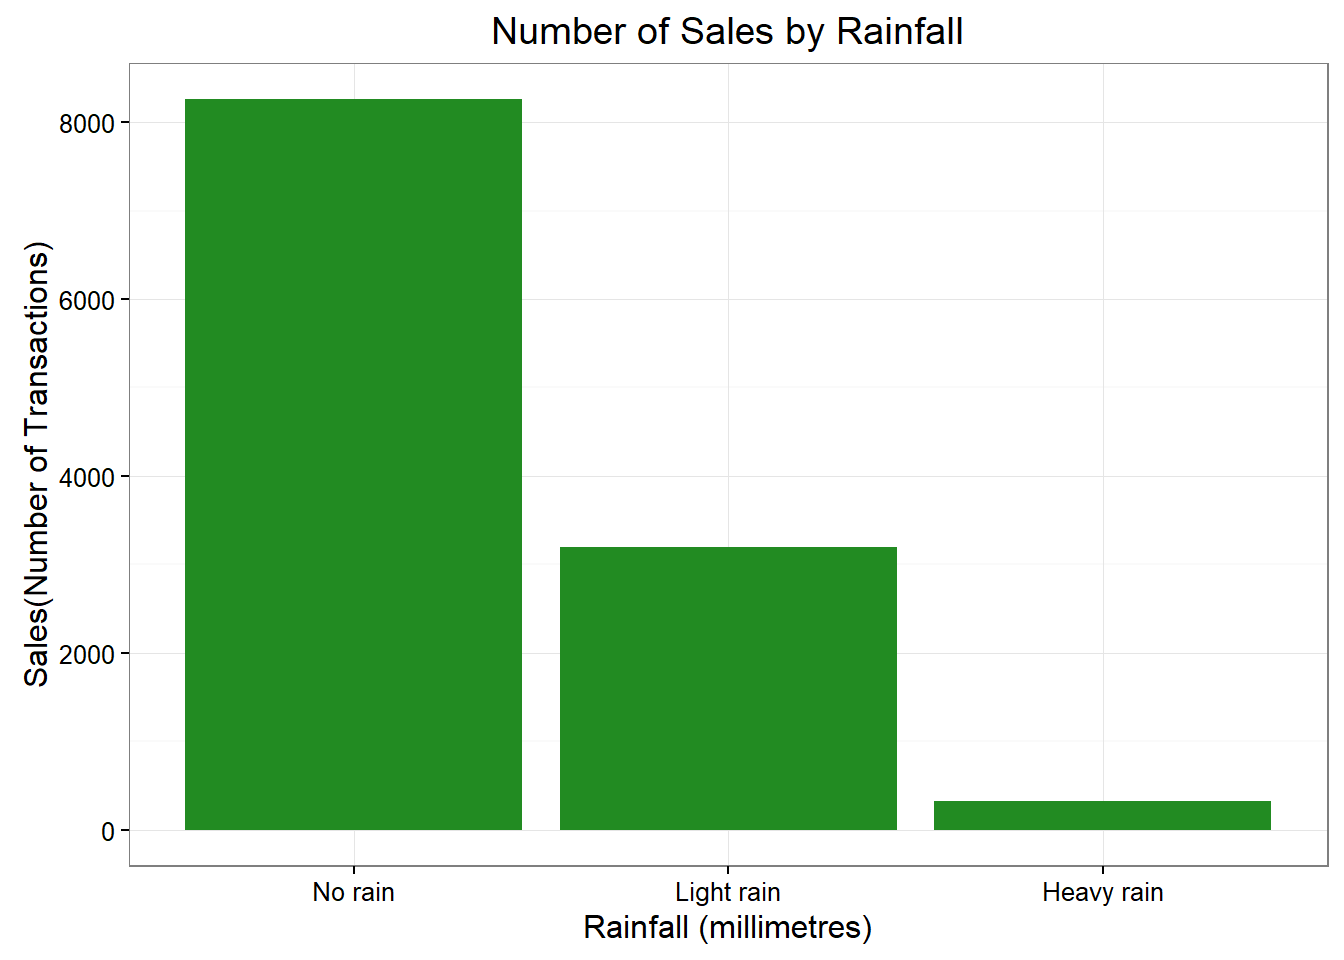 Number of Sales by Rainfall
Sales(Number of Transactions)
8000
6000
4000
2000
0
No rain
Light rain
Heavy rain
Rainfall (millimetres)